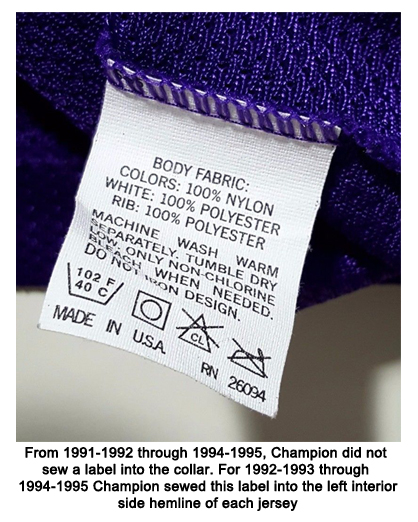 BODY FABRIC:
COLORS: 100% NYLON
WHITE: 100% POLYESTER
RIB: 100% POLYESTER
MACHINE WASH WARM
SEPARATELY. TUMBLE DRY
LOW. ONLY NON-CHLORINE
BLEACH WHEN NEEDED.
DO NOT IRON DESIGN.
102 F
40 C
CL
MADE IN U.S.A.
RN 26094
From 1991-1992 through 1994-1995, Champion did not
sew a label into the collar. For 1992-1993 through
1994-1995 Champion sewed this label into the left interior
side hemline of each jersey